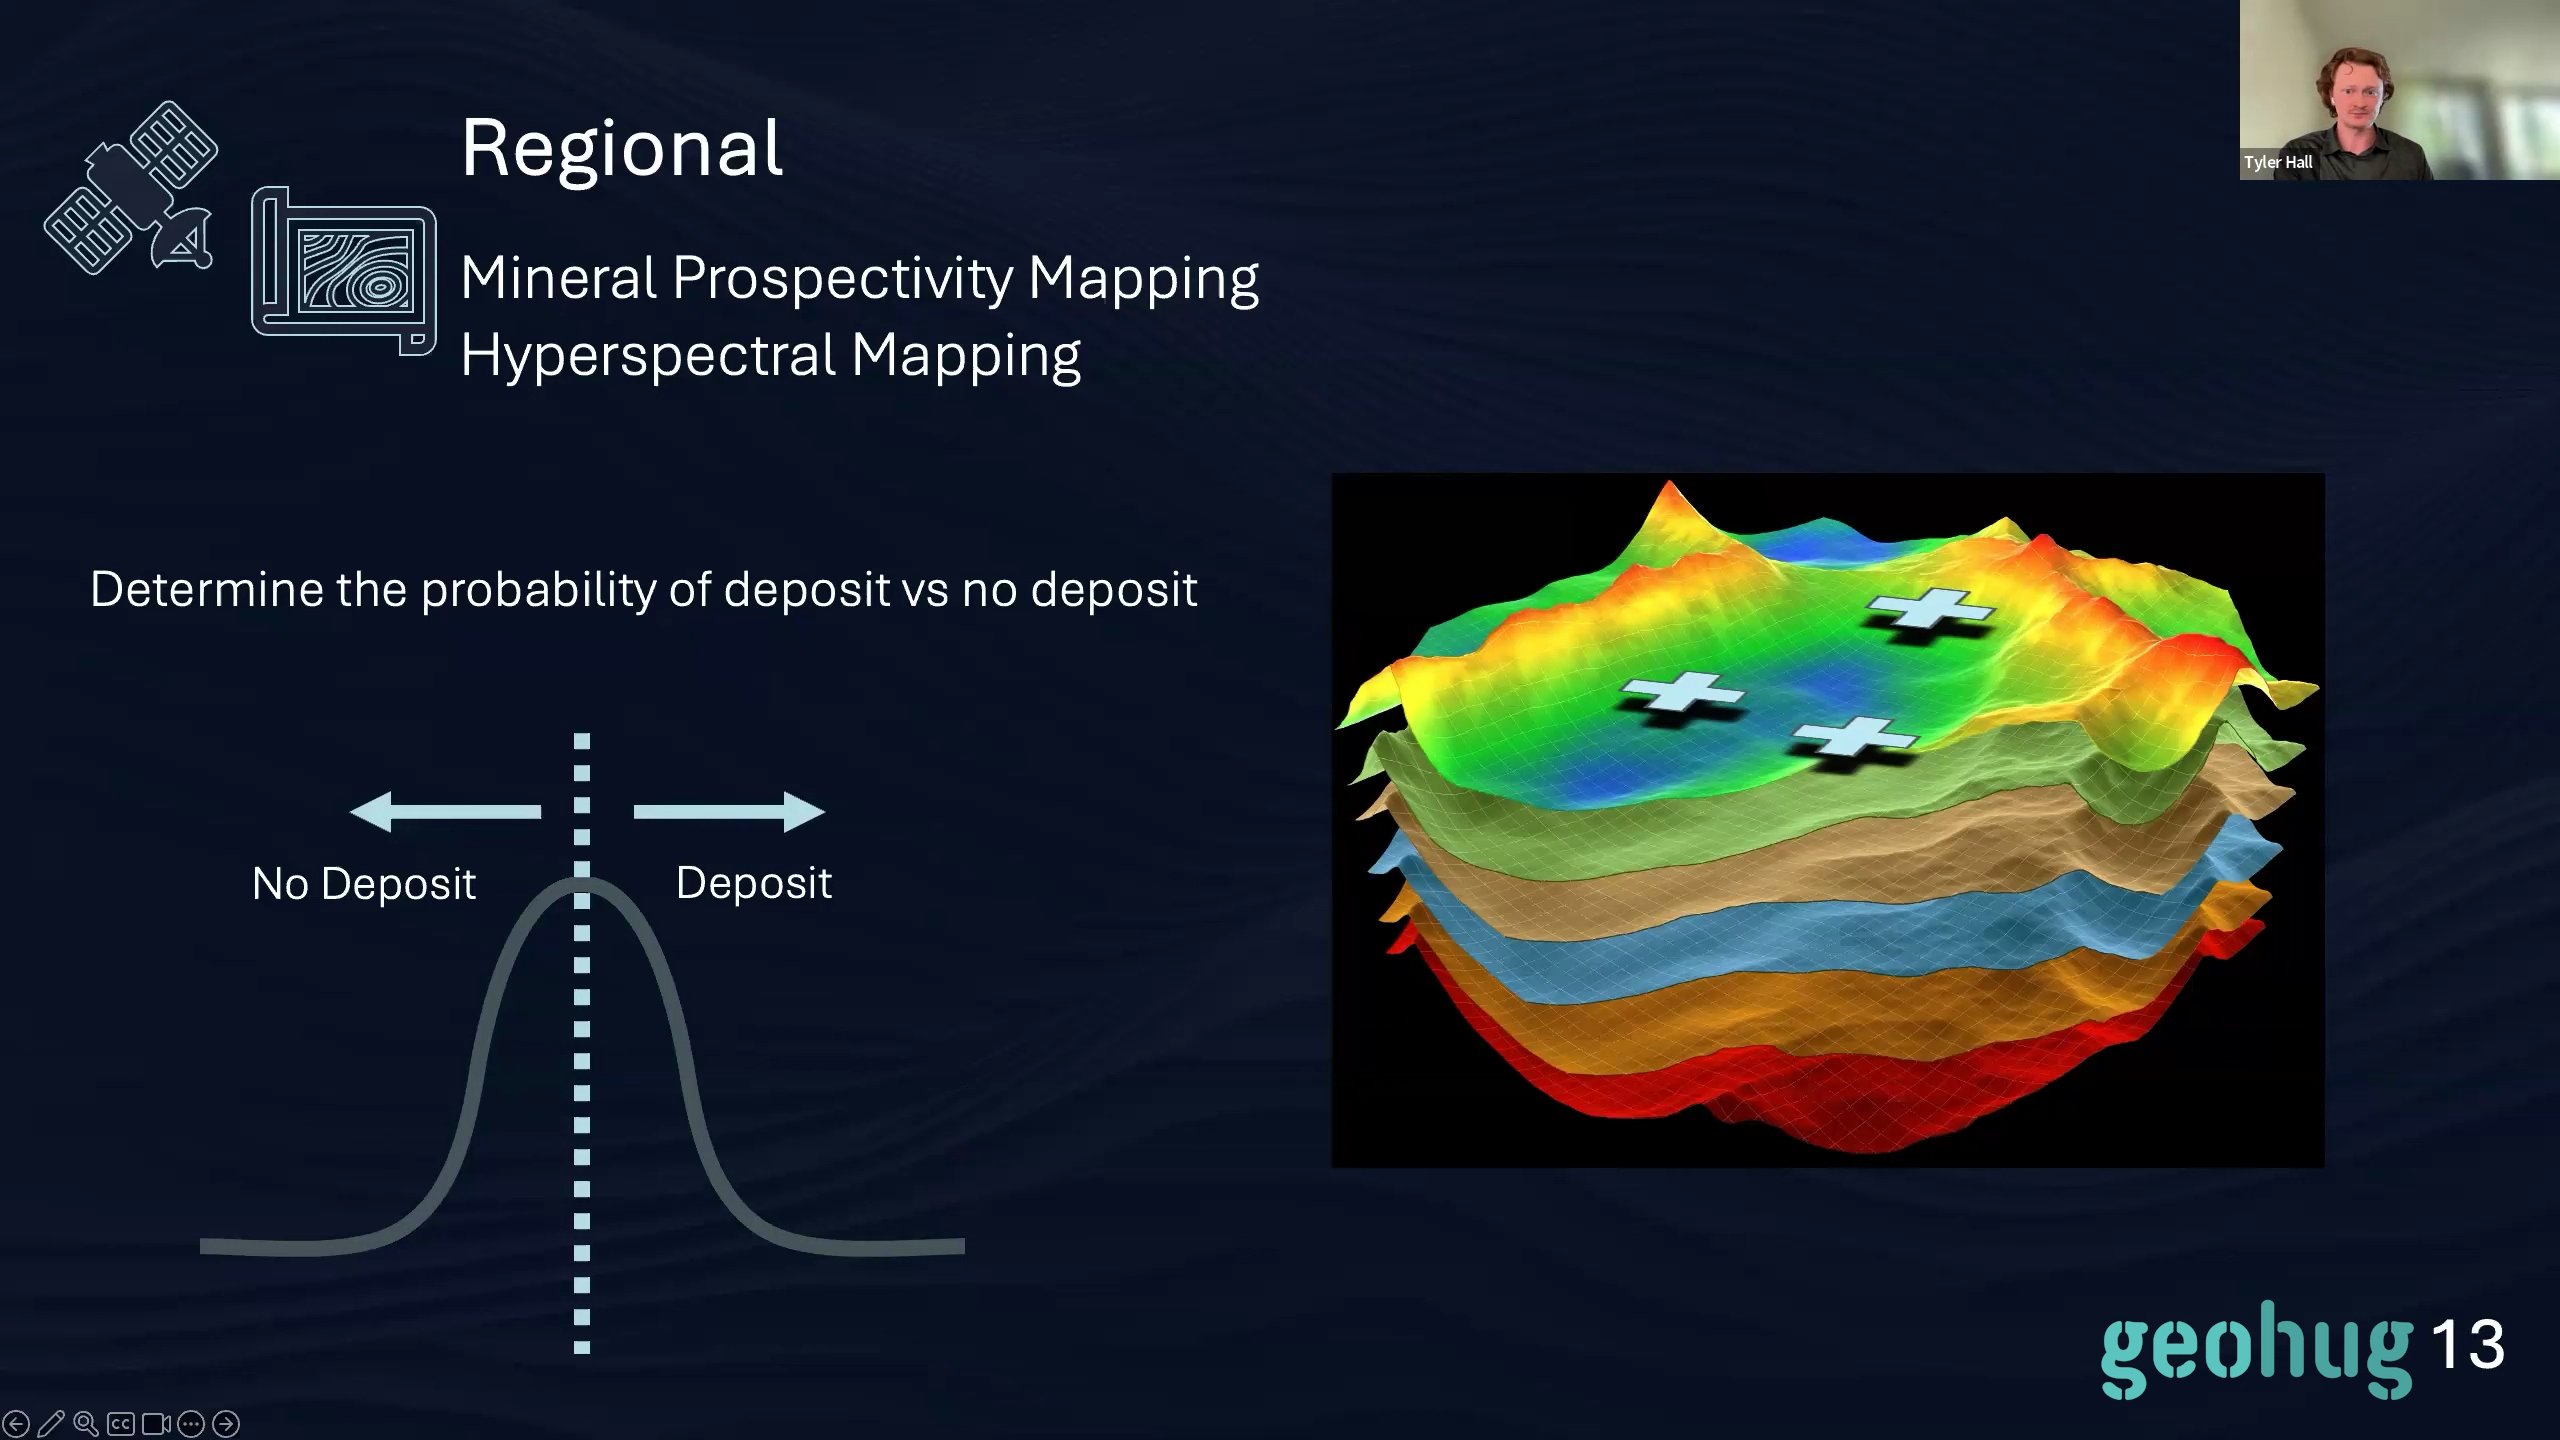 Regional
Tyler Hall
Mineral Prospectivity Mapping
Hyperspectral Mapping
Determine the probability of deposit vs no deposit
No Deposit
Deposit
geohug 13
CC